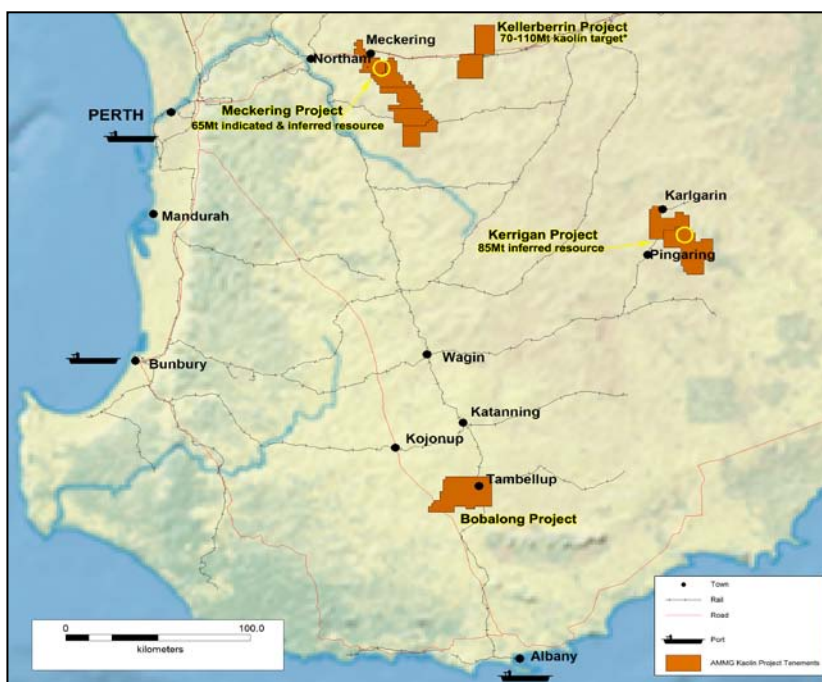 Kellerberrin Project
70-110Mt kaolin target*
Meckering
Northam
Meckering Project
65Mt indicated & inferred resource
PERTH
Karlgarin
Mandurah
Kerrigan Project
85Mt inferred resource
Pingaring
Wagin
Bunbury
Katanning
Kojonup
Tambellup
Bobalong Project
Town
Rail
Road
Port
AMMG Kaolin Project Tenements
0 100.0
kilometers
Albany